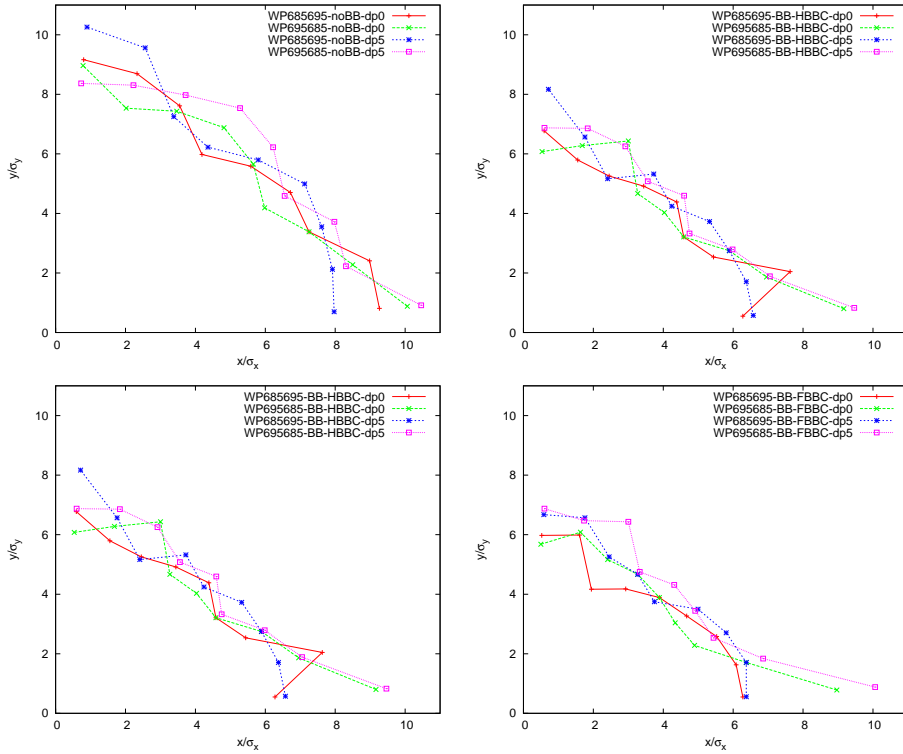 WP685695-noBB-dp0
WP695685-noBB-dp0
WP685695-noBB-dp5
WP695685-noBB-dp5
10
8
6
4
2
0
y/σy
0 2 4 6 8 10
x/σx
WP685695-BB-HBBC-dp0
WP695685-BB-HBBC-dp0
WP685695-BB-HBBC-dp5
WP695685-BB-HBBC-dp5
10
8
6
4
2
0
y/σy
0 2 4 6 8 10
x/σx
WP685695-BB-HBBC-dp0
WP695685-BB-HBBC-dp0
WP685695-BB-HBBC-dp5
WP695685-BB-HBBC-dp5
10
8
6
4
2
0
y/σy
0 2 4 6 8 10
x/σx
WP685695-BB-FBBC-dp0
WP695685-BB-FBBC-dp0
WP685695-BB-FBBC-dp5
WP695685-BB-FBBC-dp5
10
8
6
4
2
0
y/σy
0 2 4 6 8 10
x/σx